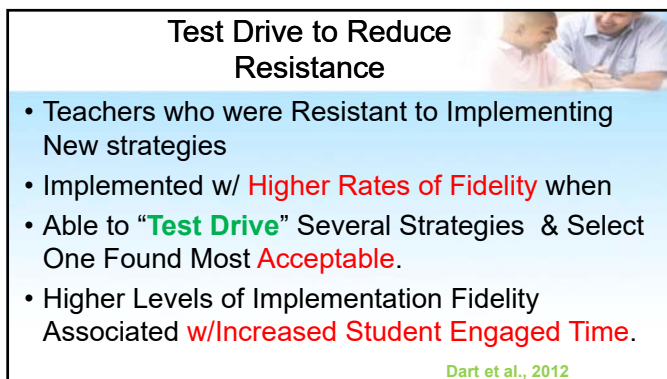 Test Drive to Reduce
Resistance
• Teachers who were Resistant to Implementing
New strategies
• Implemented w/ Higher Rates of Fidelity when
• Able to “Test Drive” Several Strategies & Select
One Found Most Acceptable.
• Higher Levels of Implementation Fidelity
Associated w/Increased Student Engaged Time.
Dart et al., 2012